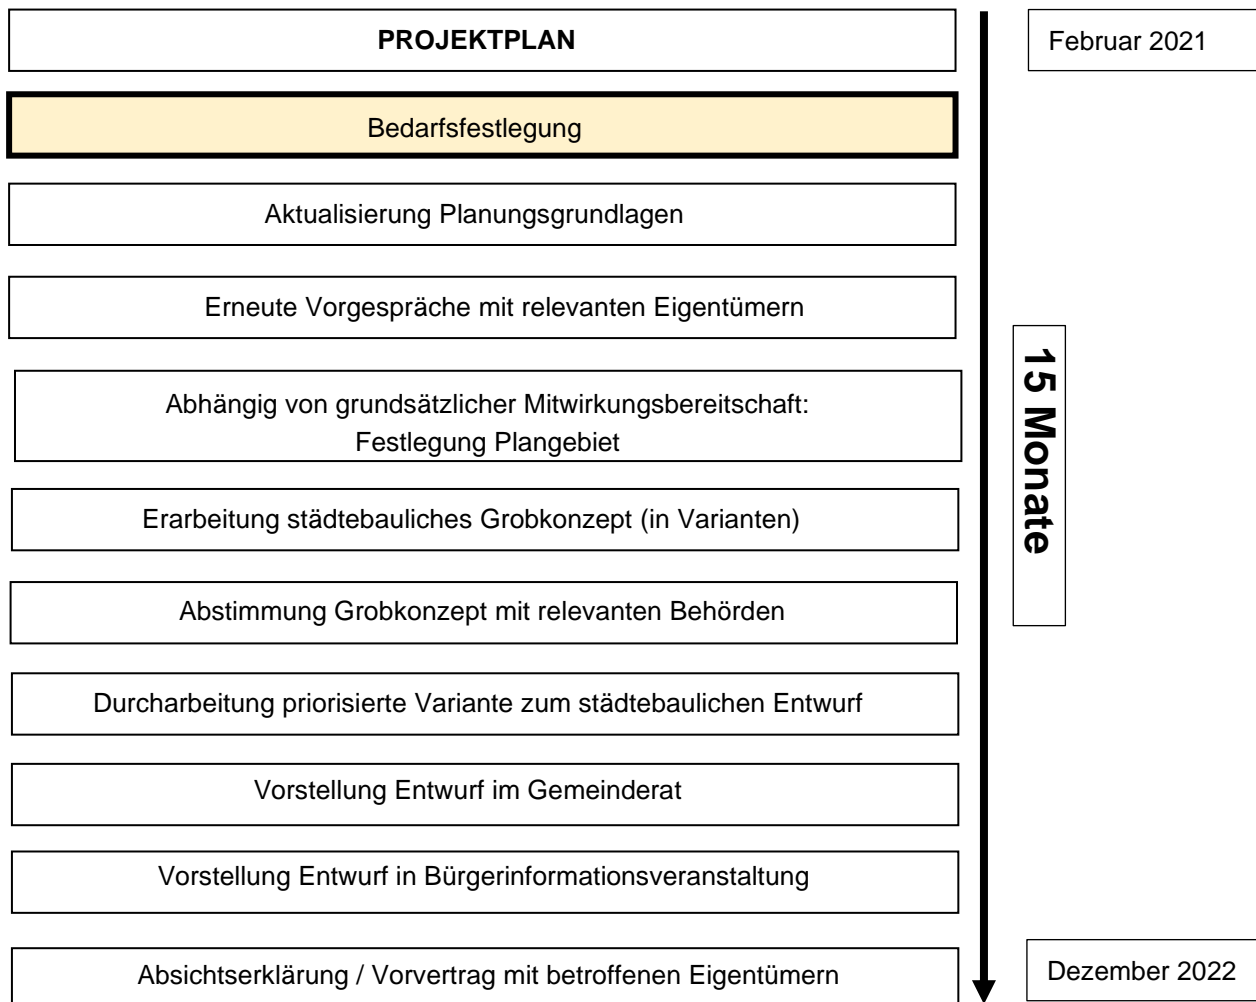 PROJEKTPLAN
Februar 2021
Bedarfsfestlegung
Aktualisierung Planungsgrundlagen
Erneute Vorgespräche mit relevanten Eigentümern
Abhängig von grundsätzlicher Mitwirkungsbereitschaft:
Festlegung Plangebiet
15 Monate
Erarbeitung städtebauliches Grobkonzept (in Varianten)
Abstimmung Grobkonzept mit relevanten Behörden
Durcharbeitung priorisierte Variante zum städtebaulichen Entwurf
Vorstellung Entwurf im Gemeinderat
Vorstellung Entwurf in Bürgerinformationsveranstaltung
Absichtserklärung / Vorvertrag mit betroffenen Eigentümern
Dezember 2022